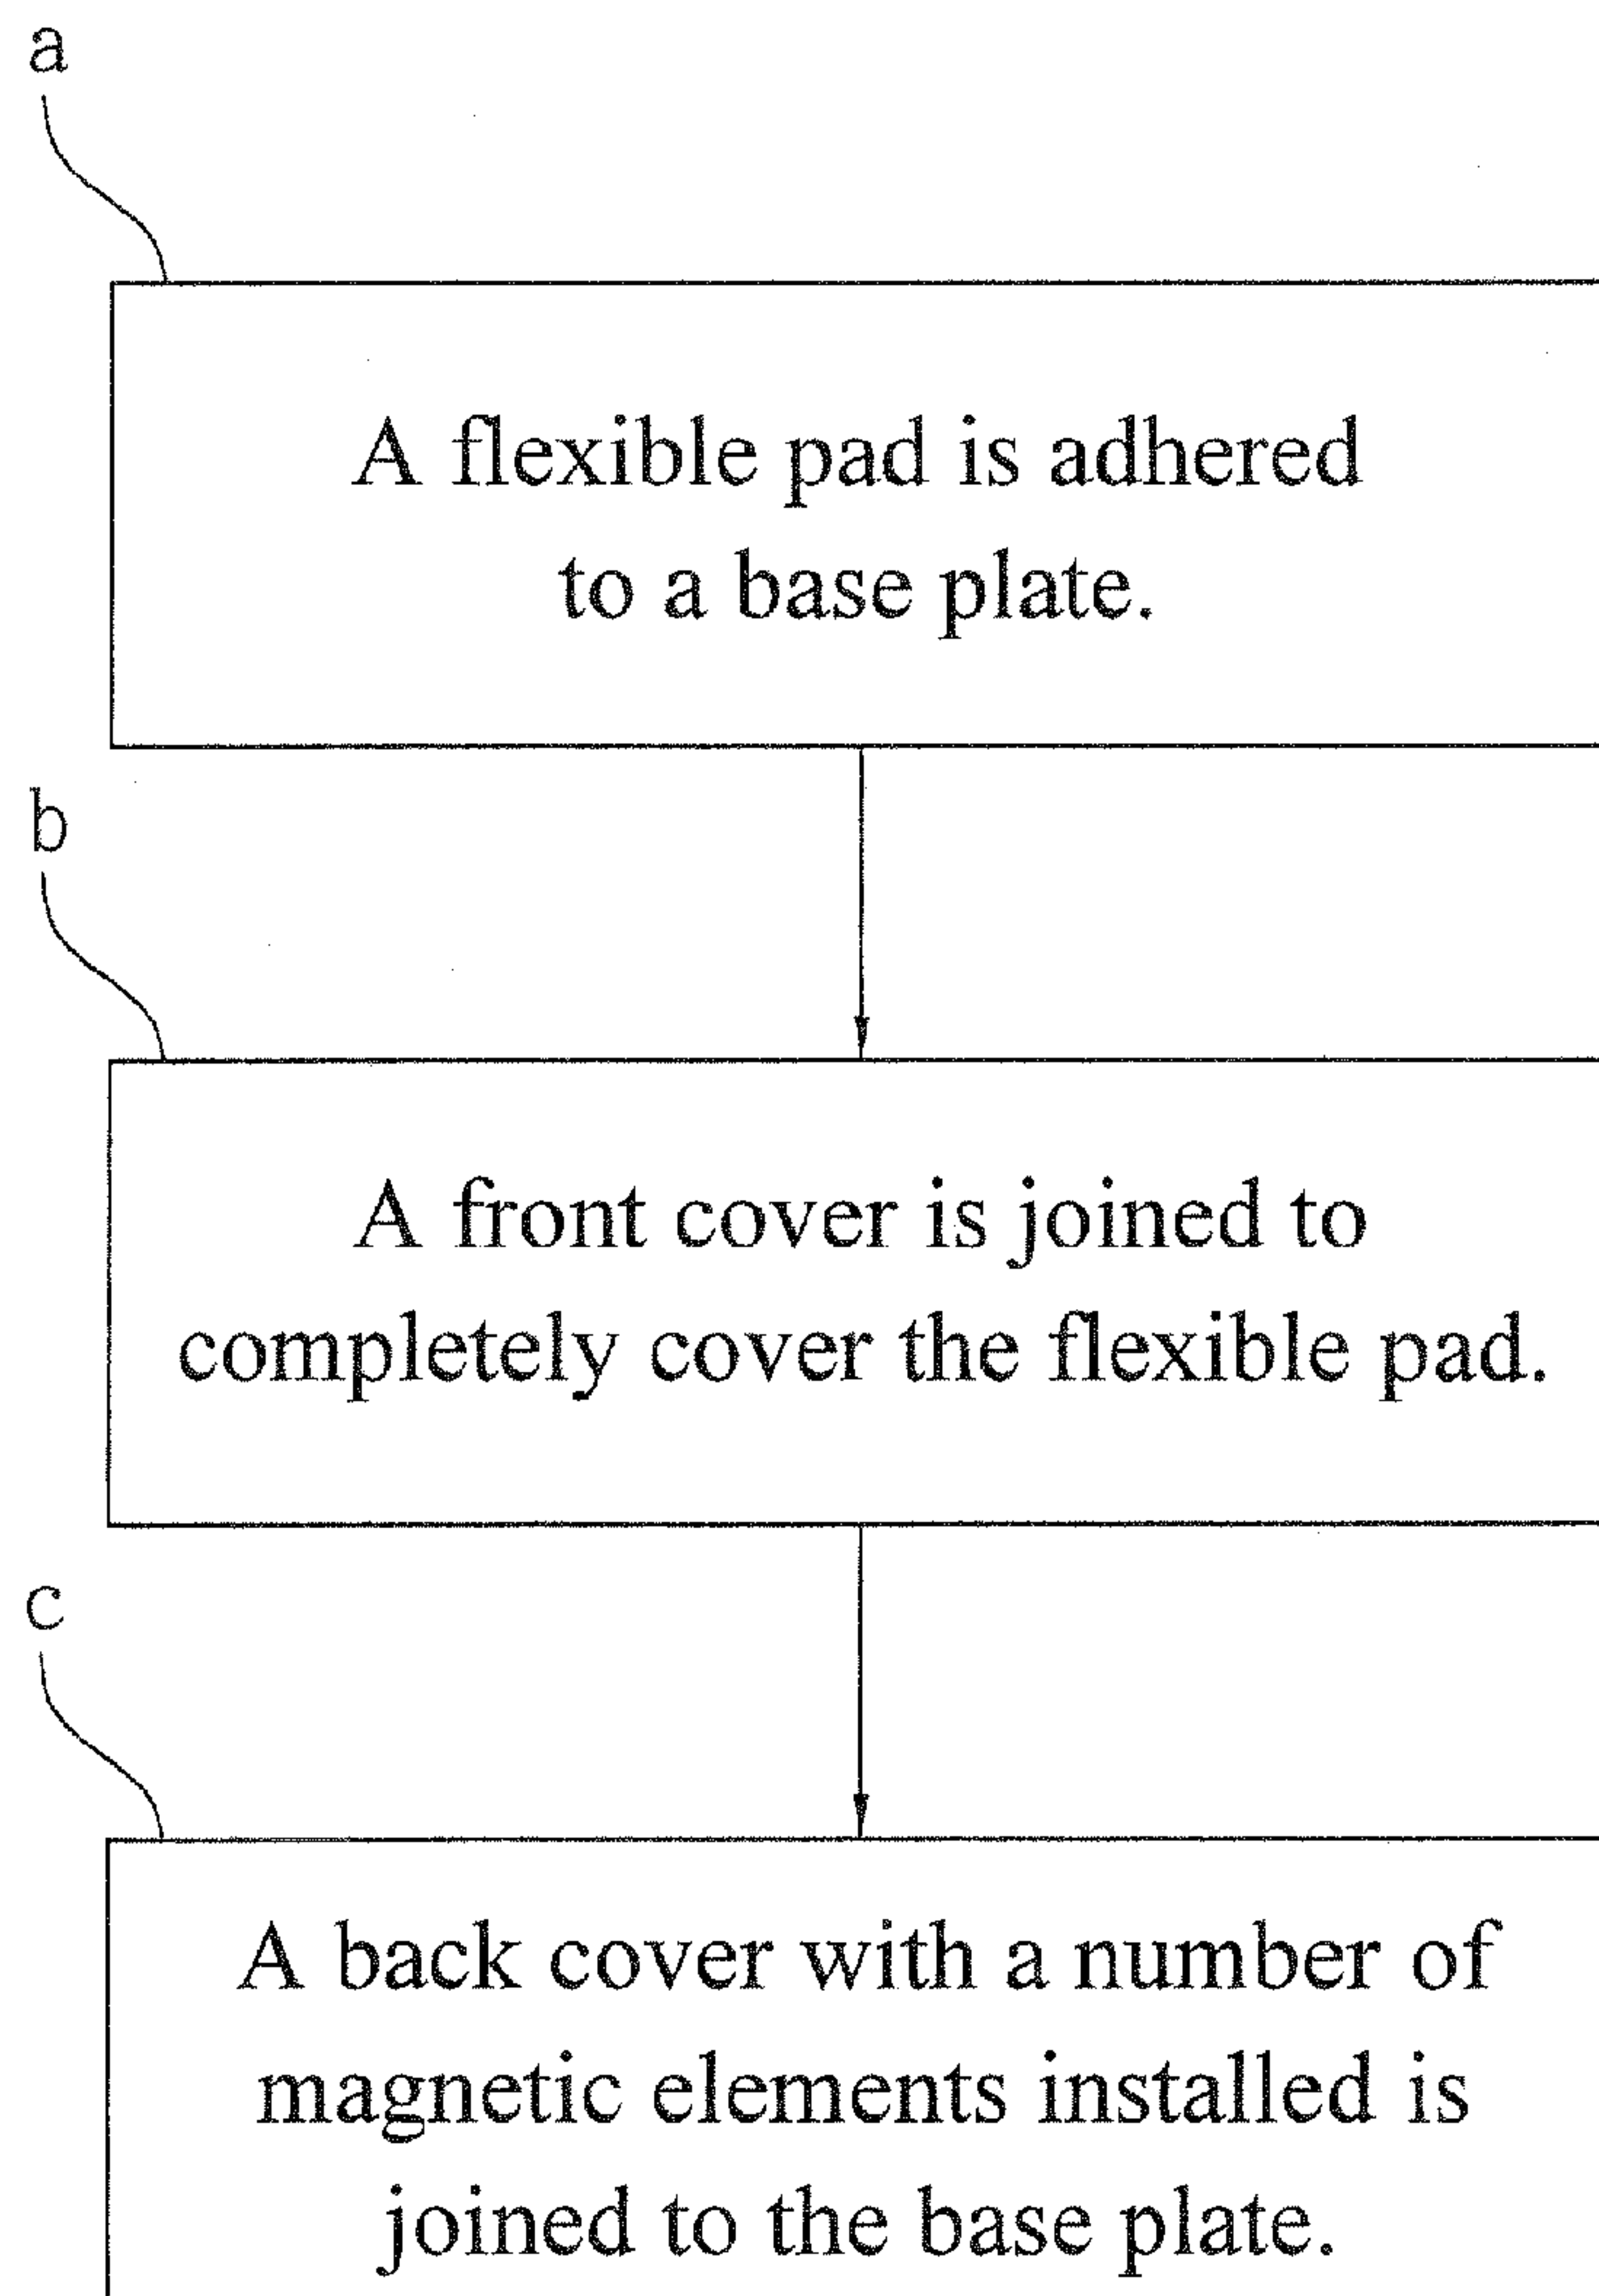 a
A flexible pad is adhered
to a base plate.
b
A front cover is joined to
completely cover the flexible pad.
c
A back cover with a number of
magnetic elements installed is
joined to the base plate.